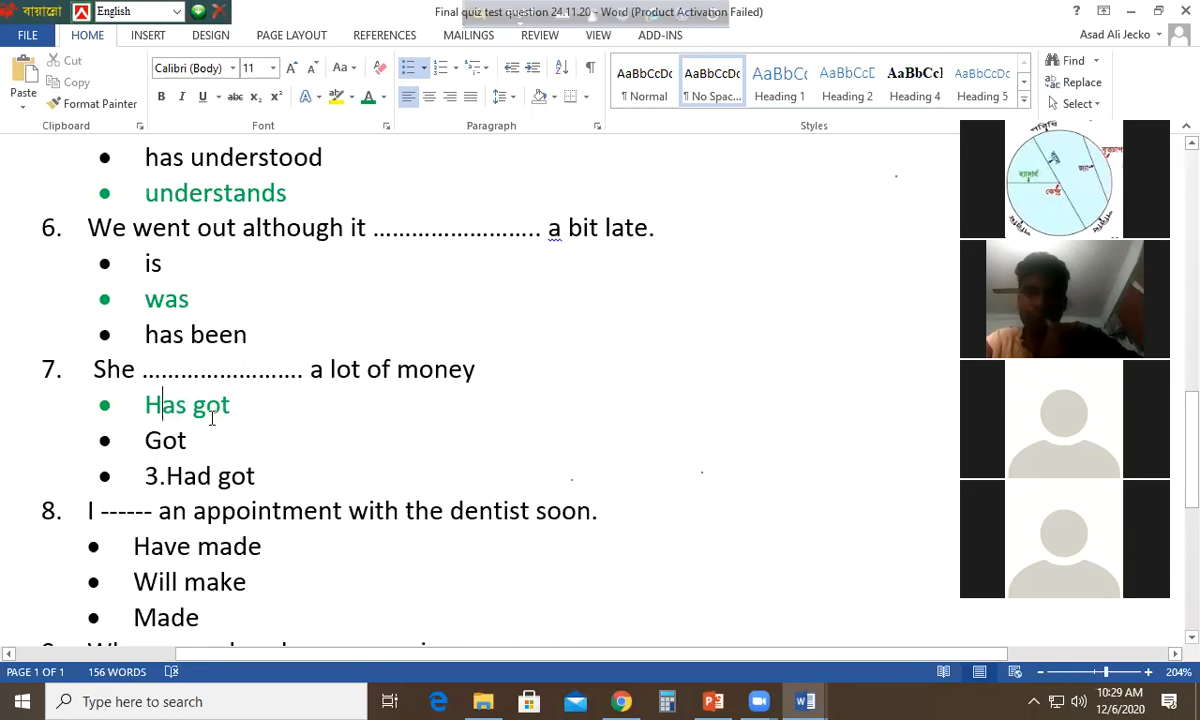 বায়ান্নো English Final quiz test question 24.11.20 - Word (Product Activation Failed)
FILE HOME INSERT DESIGN PAGE LAYOUT REFERENCES MAILINGS REVIEW VIEW ADD-INS Asad Ali Jecko
Cut
Copy
Format Painter
Paste
Calibri (Body) 11
AaBbCcDc AaBbCcDc AaBbCc AaBbCcDc AaBbCcl AaBbCcDc
¶ Normal ¶ No Spac... Heading 1 Heading 2 Heading 4 Heading 5
Find
Replace
Select
Clipboard Font Paragraph Styles Editing
• has understood
• understands
6. We went out although it ........................ a bit late.
• is
• was
• has been
7. She ....................... a lot of money
• Has got
• Got
• 3.Had got
8. I ------ an appointment with the dentist soon.
• Have made
• Will make
• Made
পরিধি
বৃত্তচাপ
জ্যা
ব্যাসার্ধ
কেন্দ্র
PAGE 1 OF 1 156 WORDS 204%
Type here to search
10:29 AM
12/6/2020